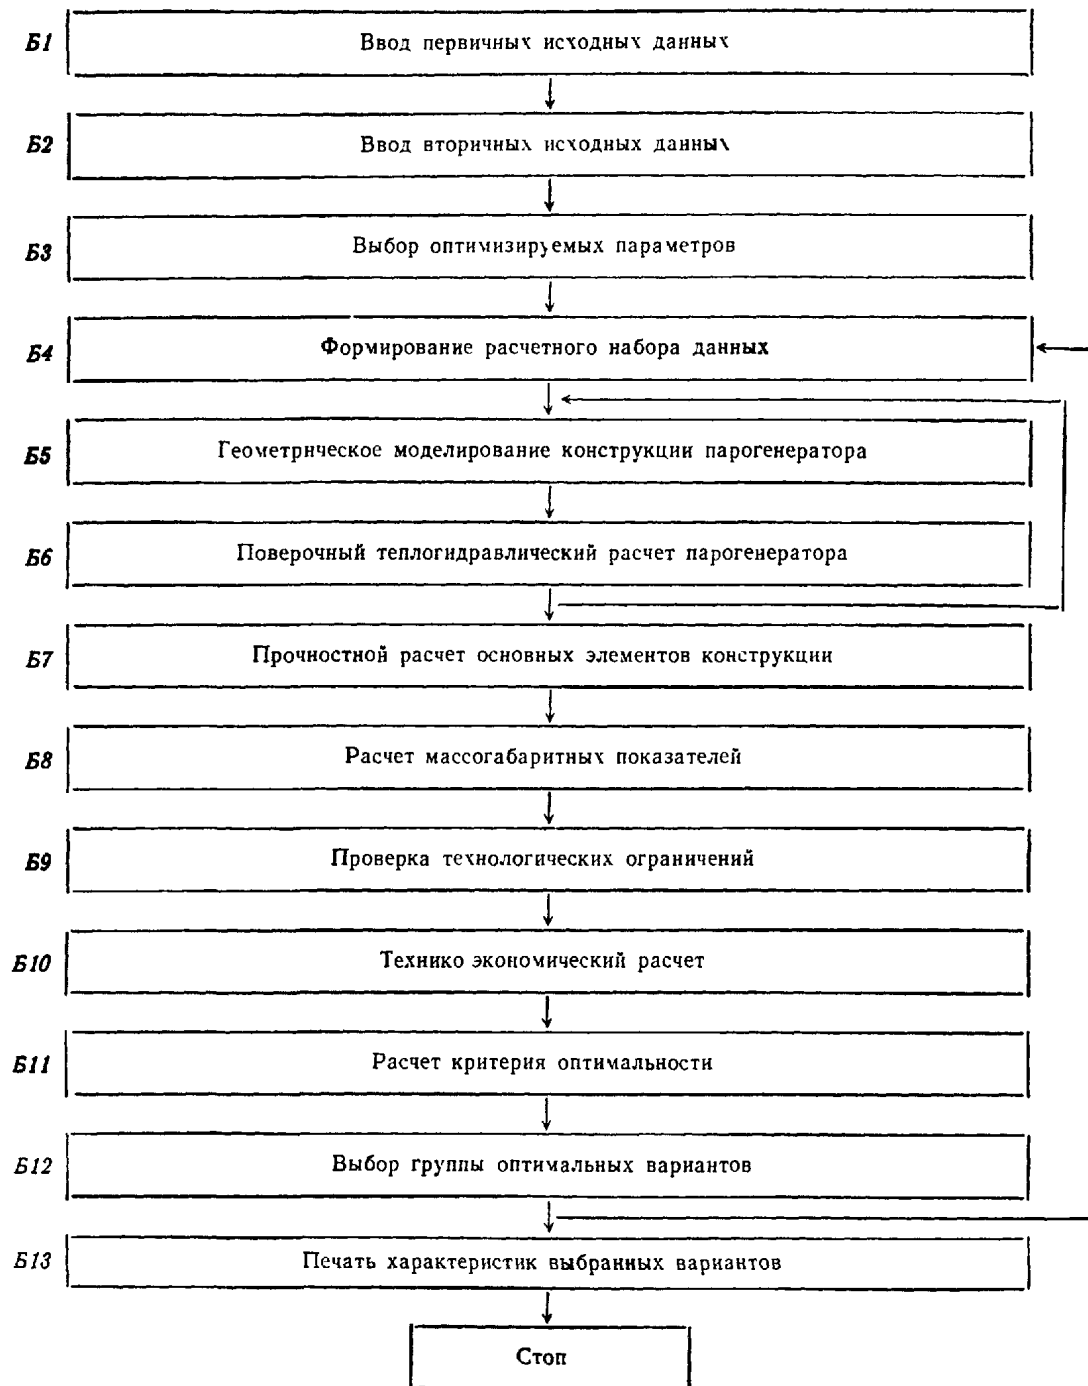 Б1 Ввод первичных исходных данных
Б2 Ввод вторичных исходных данных
Б3 Выбор оптимизируемых параметров
Б4 Формирование расчетного набора данных
Б5 Геометрическое моделирование конструкции парогенератора
Б6 Поверочный теплогидравлический расчет парогенератора
Б7 Прочностной расчет основных элементов конструкции
Б8 Расчет массогабаритных показателей
Б9 Проверка технологических ограничений
Б10 Технико экономический расчет
Б11 Расчет критерия оптимальности
Б12 Выбор группы оптимальных вариантов
Б13 Печать характеристик выбранных вариантов
Стоп